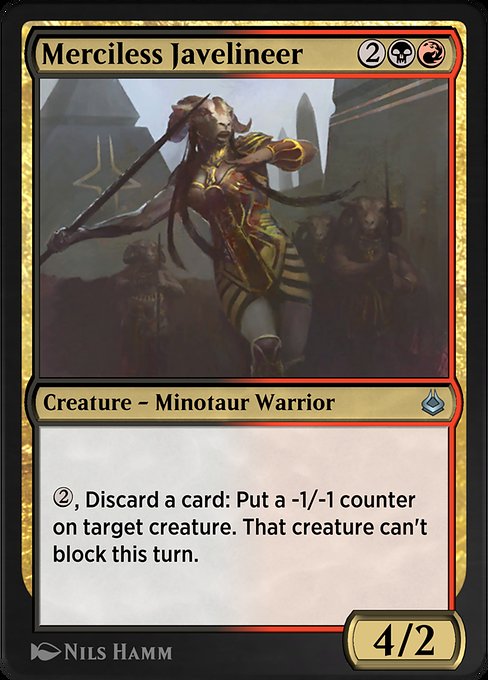 Merciless Javelineer 2
Creature – Minotaur Warrior
2, Discard a card: Put a -1/-1 counter
on target creature. That creature can't
block this turn.
4/2
Nils Hamm